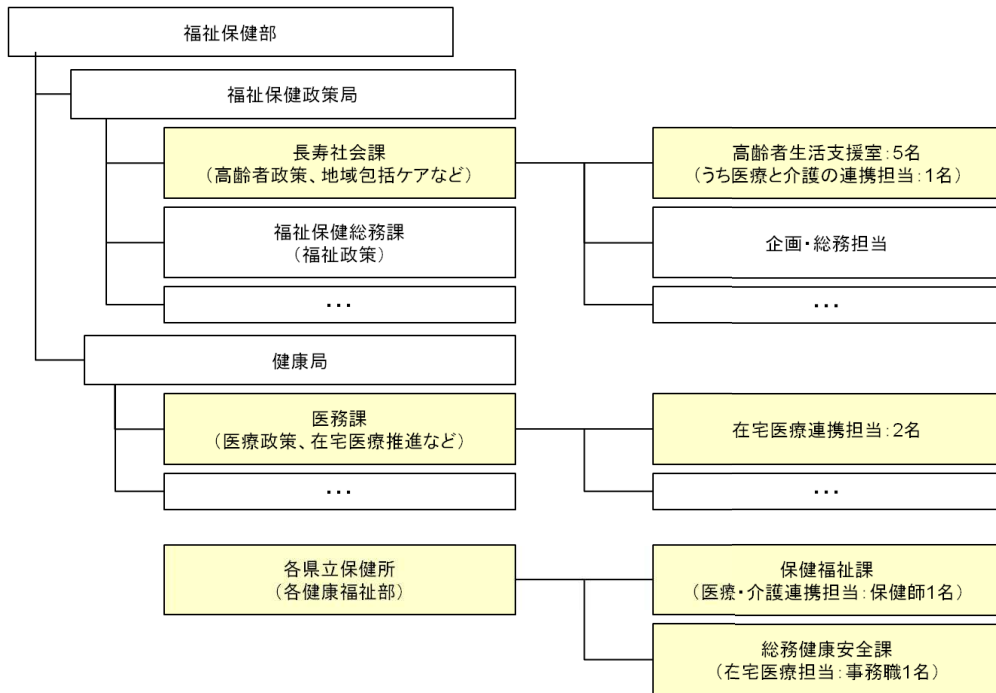 福祉保健部
福祉保健政策局
長寿社会課
（高齢者政策、地域包括ケアなど）
高齢者生活支援室：5名
（うち医療と介護の連携担当：1名）
福祉保健総務課
（福祉政策）
企画・総務担当
・・・
・・・
健康局
医務課
（医療政策、在宅医療推進など）
在宅医療連携担当：2名
・・・
・・・
各県立保健所
（各健康福祉部）
保健福祉課
（医療・介護連携担当：保健師1名）
総務健康安全課
（在宅医療担当：事務職1名）